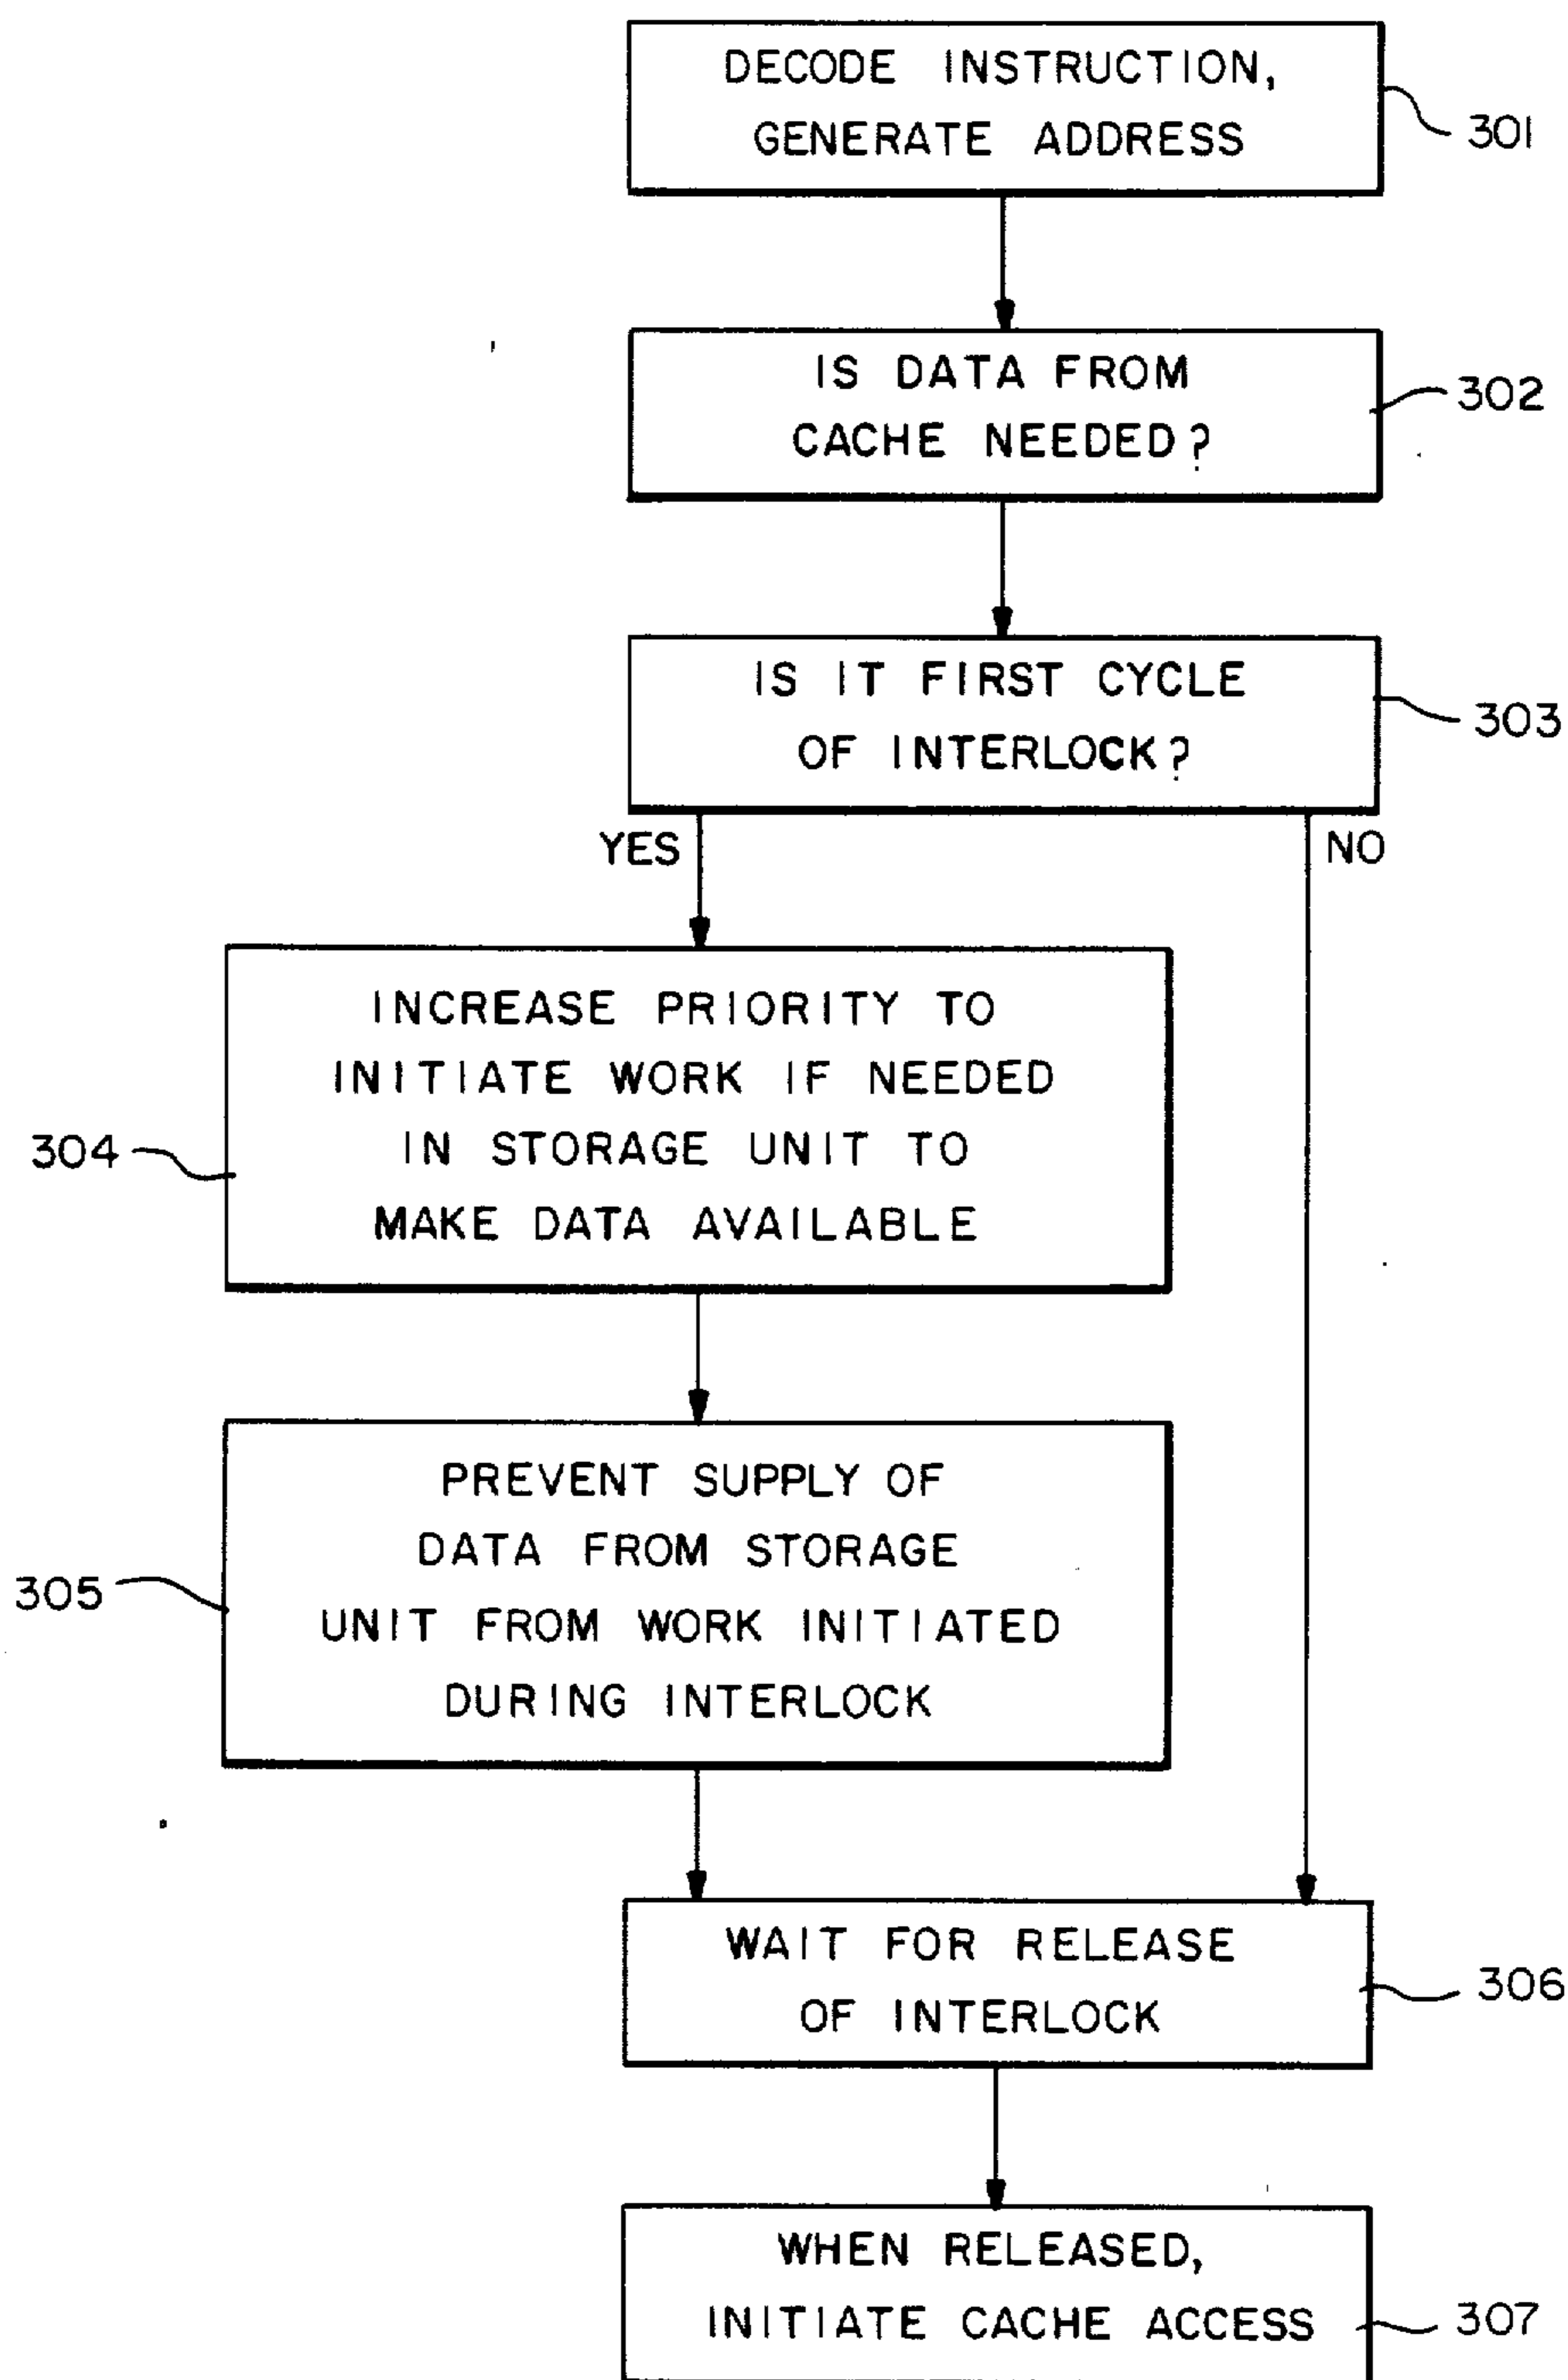 DECODE INSTRUCTION,
GENERATE ADDRESS
301
IS DATA FROM
CACHE NEEDED?
302
IS IT FIRST CYCLE
OF INTERLOCK?
303
YES
NO
INCREASE PRIORITY TO
INITIATE WORK IF NEEDED
IN STORAGE UNIT TO
MAKE DATA AVAILABLE
304
PREVENT SUPPLY OF
DATA FROM STORAGE
UNIT FROM WORK INITIATED
DURING INTERLOCK
305
WAIT FOR RELEASE
OF INTERLOCK
306
WHEN RELEASED,
INITIATE CACHE ACCESS
307